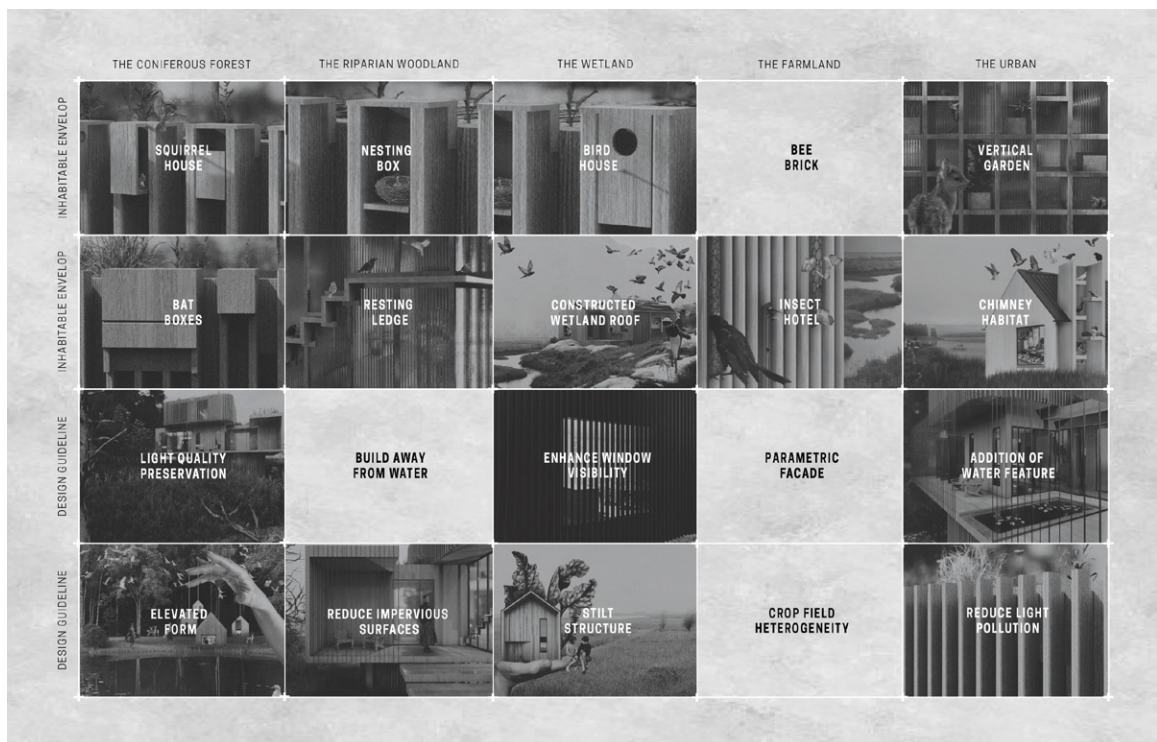 THE CONIFEROUS FOREST
THE RIPARIAN WOODLAND
THE WETLAND
THE FARMLAND
THE URBAN
INHABITABLE ENVELOP
SQUIRREL
HOUSE
NESTING
BOX
BIRD
HOUSE
BEE
BRICK
VERTICAL
GARDEN
INHABITABLE ENVELOP
BAT
BOXES
RESTING
LEDGE
CONSTRUCTED
WETLAND ROOF
INSECT
HOTEL
CHIMNEY
HABITAT
DESIGN GUIDELINE
LIGHT QUALITY
PRESERVATION
BUILD AWAY
FROM WATER
ENHANCE WINDOW
VISIBILITY
PARAMETRIC
FACADE
ADDITION OF
WATER FEATURE
DESIGN GUIDELINE
ELEVATED
FORM
REDUCE IMPERVIOUS
SURFACES
STILT
STRUCTURE
CROP FIELD
HETEROGENEITY
REDUCE LIGHT
POLLUTION